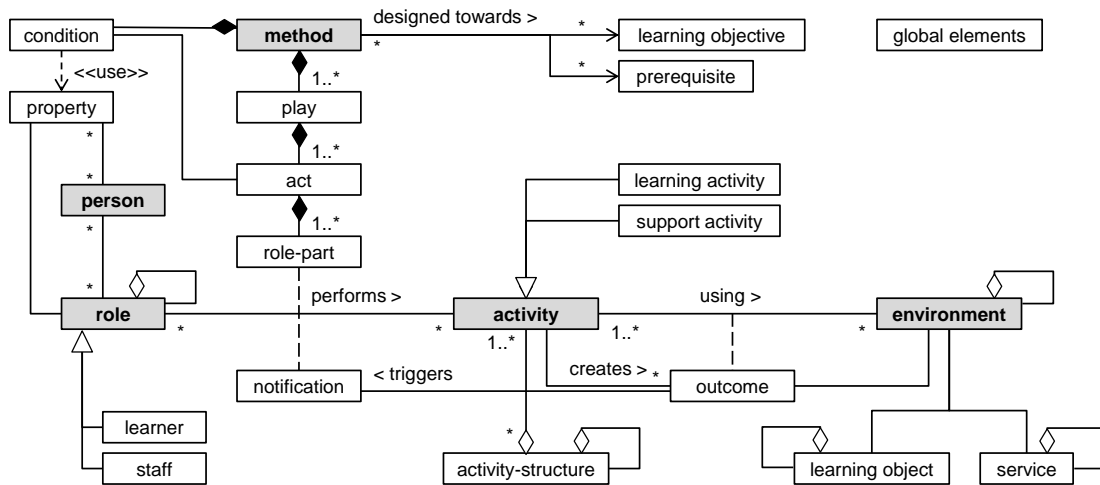 condition
method
designed towards >
*
*
learning objective
global elements
<<use>>
1..*
*
prerequisite
property
play
*
1..*
*
act
learning activity
person
1..*
support activity
*
role-part
*
performs >
using >
role
activity
environment
*
*
1..*
1..*
*
notification
< triggers
creates >
*
outcome
learner
*
staff
activity-structure
learning object
service